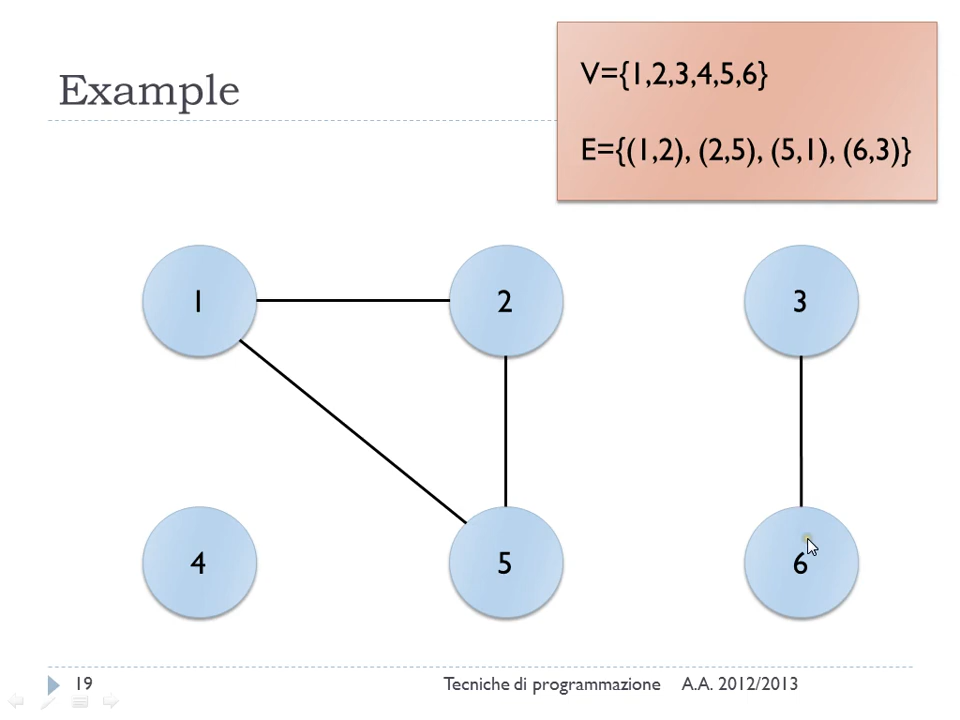 Example
V={1,2,3,4,5,6}
E={(1,2), (2,5), (5,1), (6,3)}
1
2
3
4
5
6
19
Tecniche di programmazione A.A. 2012/2013